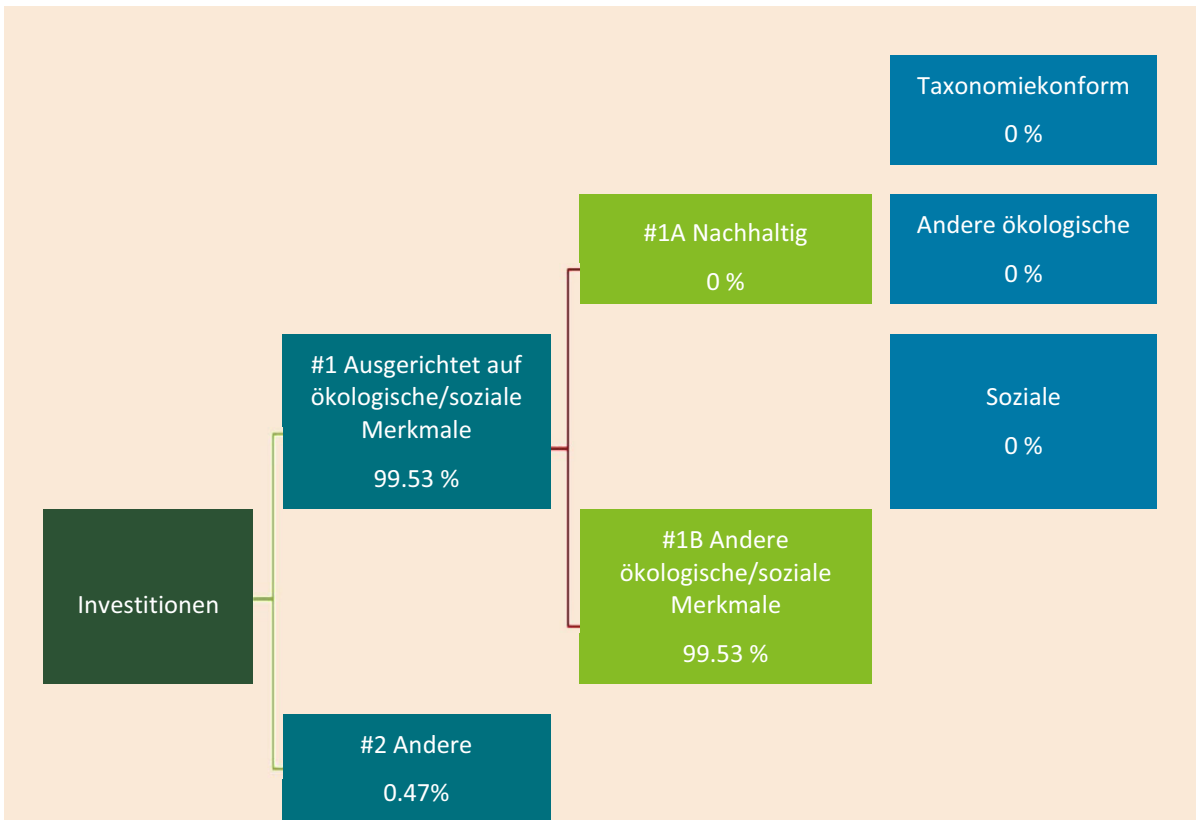 Investitionen
#1 Ausgerichtet auf
ökologische/soziale
Merkmale
99.53 %
#2 Andere
0.47%
#1A Nachhaltig
0 %
#1B Andere
ökologische/soziale
Merkmale
99.53 %
Taxonomiekonform
0 %
Andere ökologische
0 %
Soziale
0 %